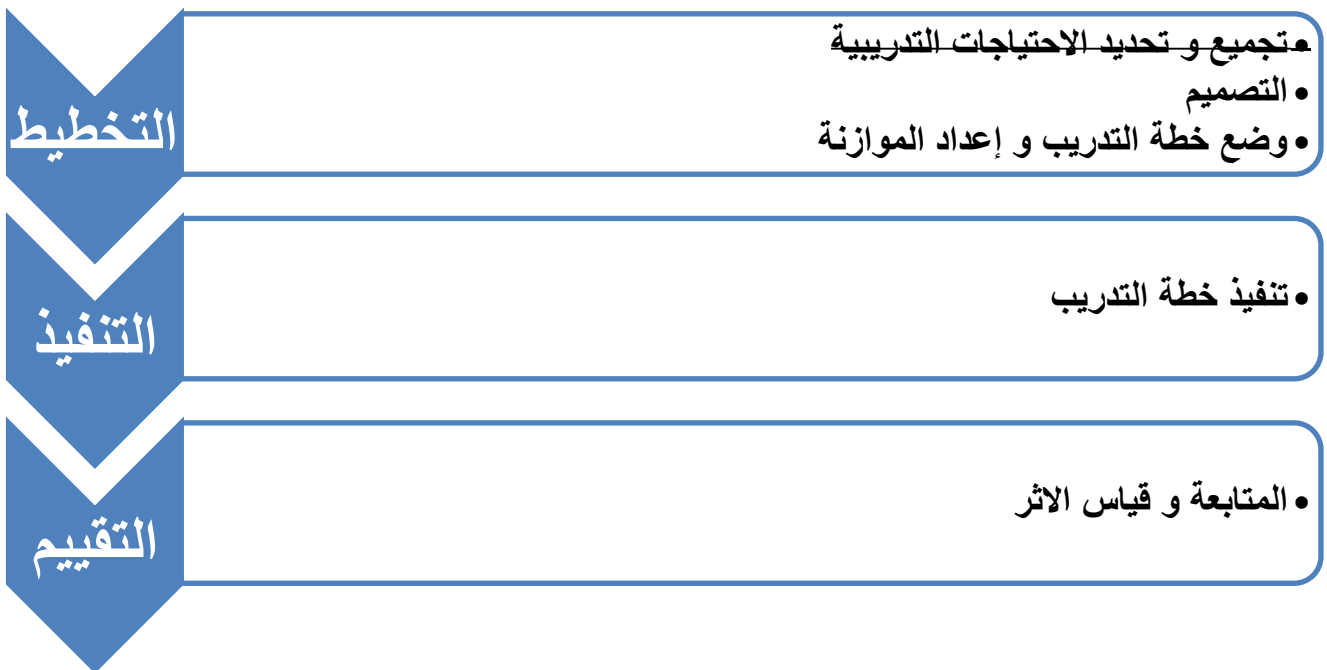 التخطيط
•تجميع و تحديد الاحتياجات التدريبية
•التصميم
•وضع خطة التدريب و إعداد الموازنة
التنفيذ
•تنفيذ خطة التدريب
التقييم
•المتابعة و قياس الاثر